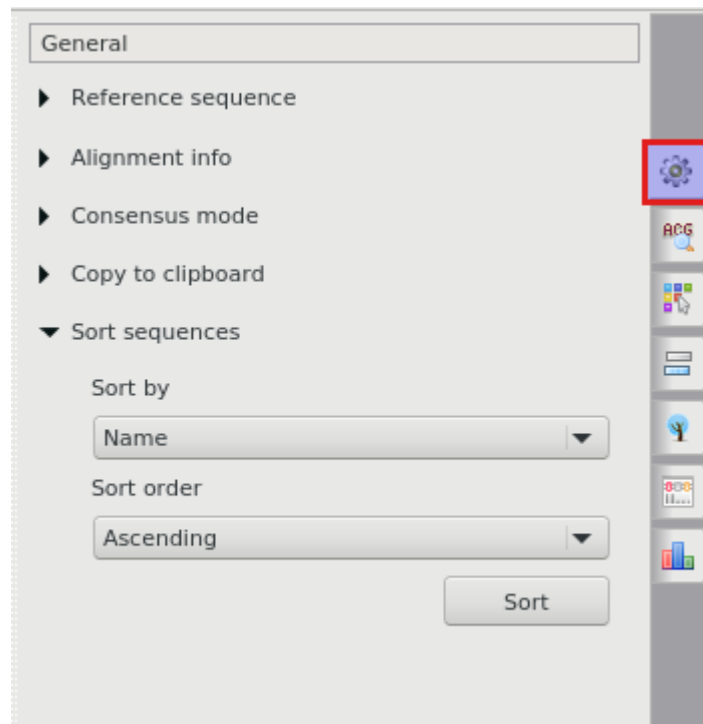 General
Reference sequence
Alignment info
ACG
Consensus mode
Copy to clipboard
Sort sequences
Sort by
Name
Sort order
Ascending
Sort